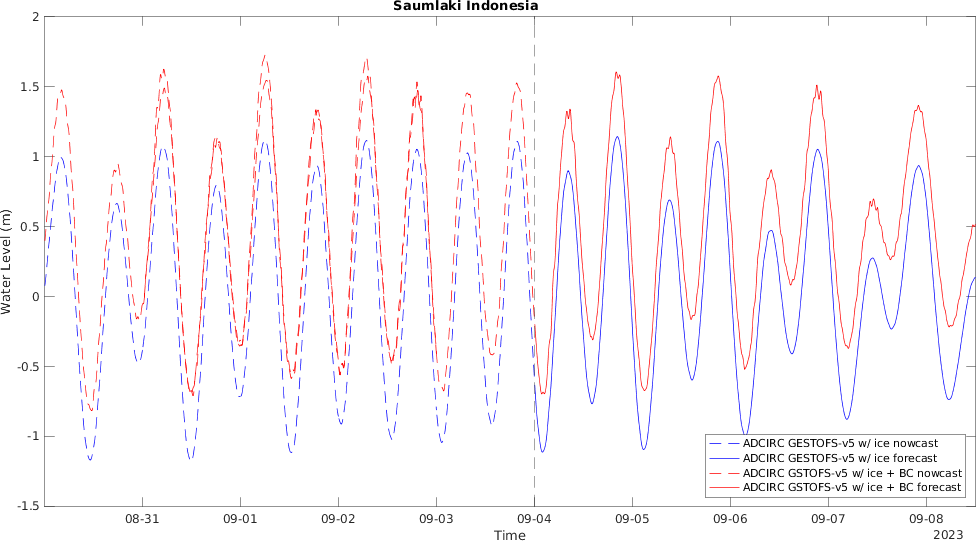 Saumlaki Indonesia
2
1.5
1
0.5
0
-0.5
-1
-1.5
Water Level (m)
08-31
09-01
09-02
09-03
09-04
09-05
09-06
09-07
09-08
Time
2023
ADCIRC GESTOFS-v5 w/ ice nowcast
ADCIRC GESTOFS-v5 w/ ice forecast
ADCIRC GSTOFS-v5 w/ ice + BC nowcast
ADCIRC GSTOFS-v5 w/ ice + BC forecast